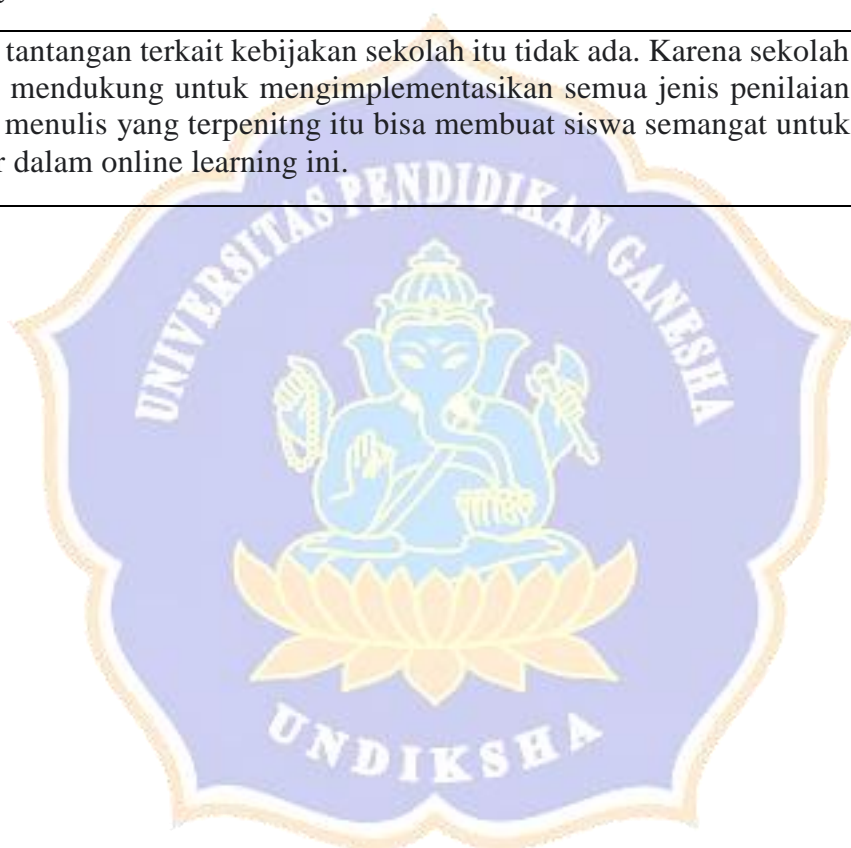 tantangan terkait kebijakan sekolah itu tidak ada. Karena sekolah
mendukung untuk mengimplementasikan semua jenis penilaian
menulis yang terpenitng itu bisa membuat siswa semangat untuk
dalam online learning ini.
UNIVERSITAS PENDIDIKAN GANESHA
UNDIKSHA